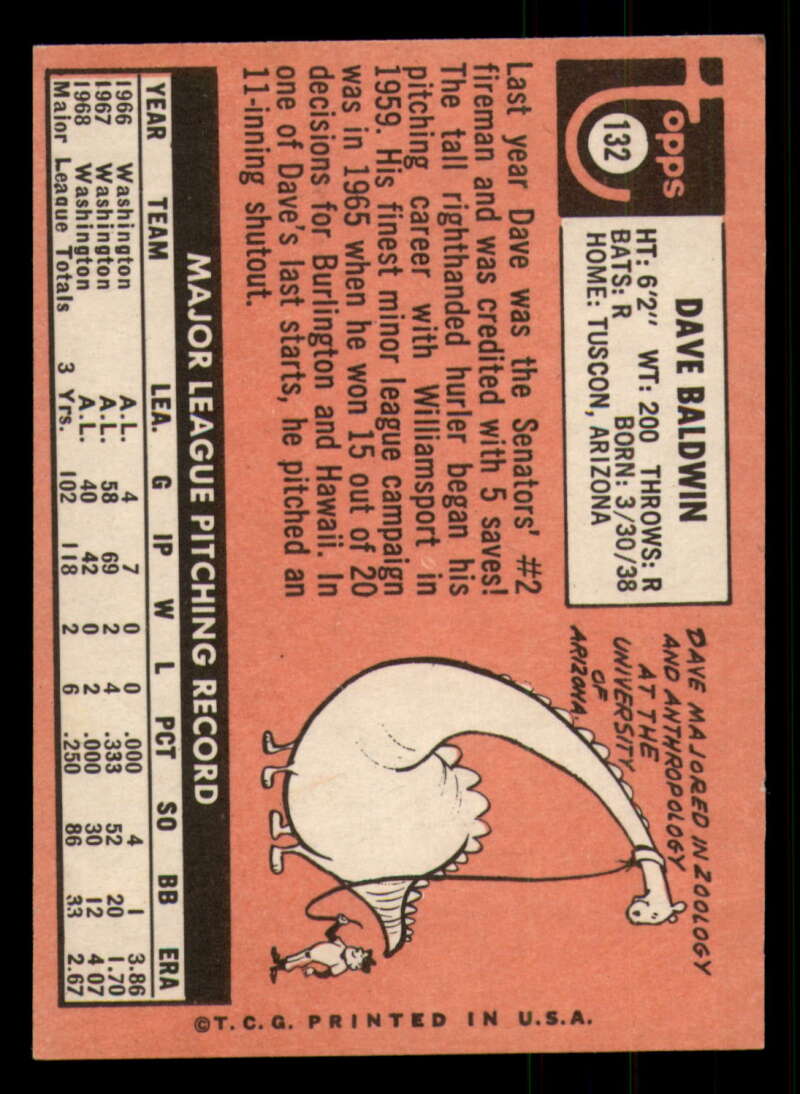 Topps
132
DAVE BALDWIN
HT: 6'2" WT: 200 THROWS: R
BATS: R BORN: 3/30/38
HOME: TUSCON, ARIZONA
Last year Dave was the Senators' #2
fireman and was credited with 5 saves!
The tall righthanded hurler began his
pitching career with Williamsport in
1959. His finest minor league campaign
was in 1965 when he won 15 out of 20
decisions for Burlington and Hawaii. In
one of Dave's last starts, he pitched an
11-inning shutout.
DAVE MAJORED IN ZOOLOGY
AND ANTHROPOLOGY
AT THE
UNIVERSITY
OF
ARIZONA.
MAJOR LEAGUE PITCHING RECORD
YEAR TEAM LEA. G IP W L PCT SO BB ERA
1966 Washington A.L. 4 7 0 0 .000 4 1 3.86
1967 Washington A.L. 58 69 2 4 .333 52 20 1.70
1968 Washington A.L. 40 42 0 2 .000 30 12 4.07
Major League Totals 3 Yrs. 102 118 2 6 .250 86 33 2.67
©T.C.G. PRINTED IN U.S.A.